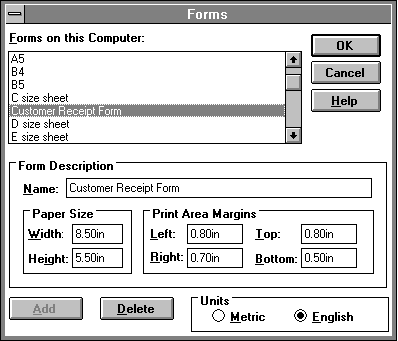 Forms
Forms on this Computer:
A5
B4
B5
C size sheet
Customer Receipt Form
D size sheet
E size sheet
OK
Cancel
Help
Form Description
Name: Customer Receipt Form
Paper Size
Width: 8.50in
Height: 5.50in
Print Area Margins
Left: 0.80in Top: 0.80in
Right: 0.70in Bottom: 0.50in
Add Delete
Units
Metric English